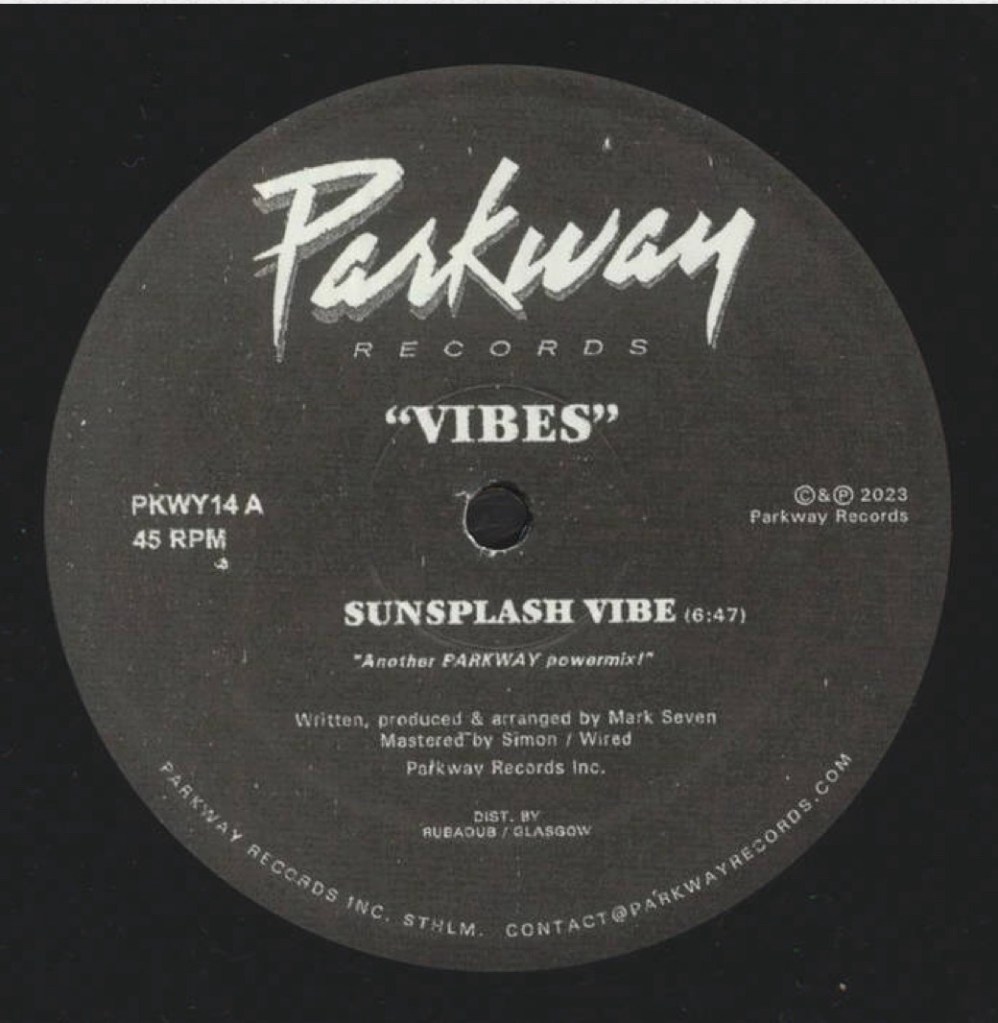 Parkway
RECORDS
“VIBES”
PKWY14 A
45 RPM
©&℗ 2023
Parkway Records
SUNSPLASH VIBE (6:47)
"Another PARKWAY powermix!"
Written, produced & arranged by Mark Seven
Mastered by Simon / Wired
Parkway Records Inc.
DIST. BY
RUBADUB / GLASGOW
PARKWAY RECORDS INC. STHLM. CONTACT@PARKWAYRECORDS.COM